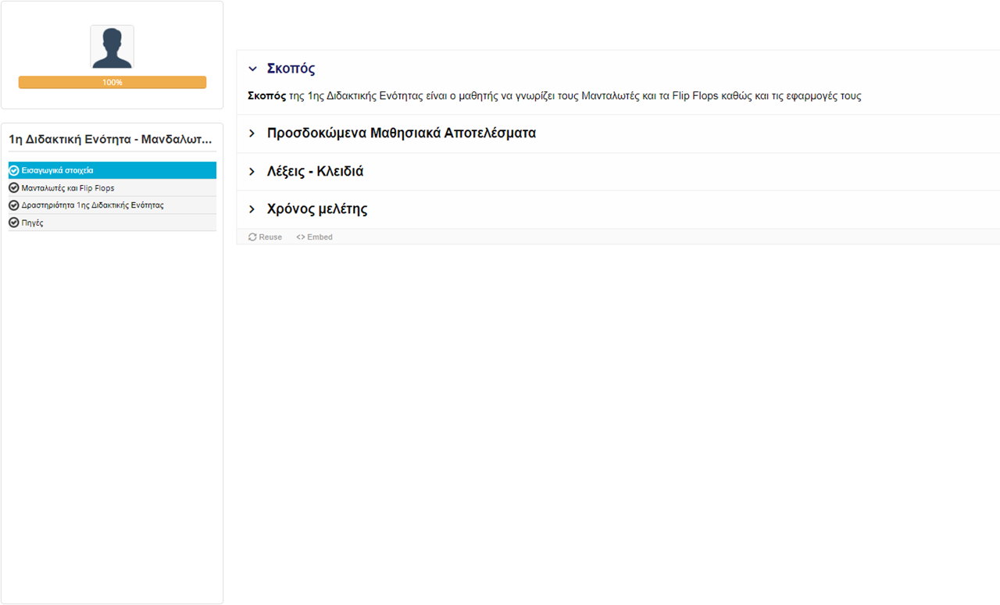 100%
1η Διδακτική Ενότητα - Μανδαλωτ...
Εισαγωγικά στοιχεία
Μανταλωτές και Flip Flops
Δραστηριότητα 1ης Διδακτικής Ενότητας
Πηγές
Σκοπός
Σκοπός της 1ης Διδακτικής Ενότητας είναι ο μαθητής να γνωρίζει τους Μανταλωτές και τα Flip Flops καθώς και τις εφαρμογές τους
Προσδοκώμενα Μαθησιακά Αποτελέσματα
Λέξεις - Κλειδιά
Χρόνος μελέτης
Reuse <> Embed